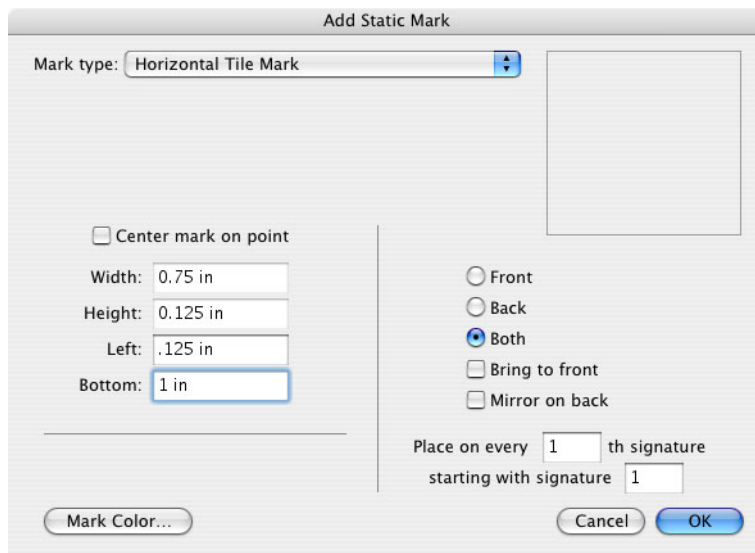 Add Static Mark
Mark type: Horizontal Tile Mark
Center mark on point
Width: 0.75 in
Height: 0.125 in
Left: .125 in
Bottom: 1 in
Front
Back
Both
Bring to front
Mirror on back
Place on every 1 th signature
starting with signature 1
Mark Color...
Cancel
OK